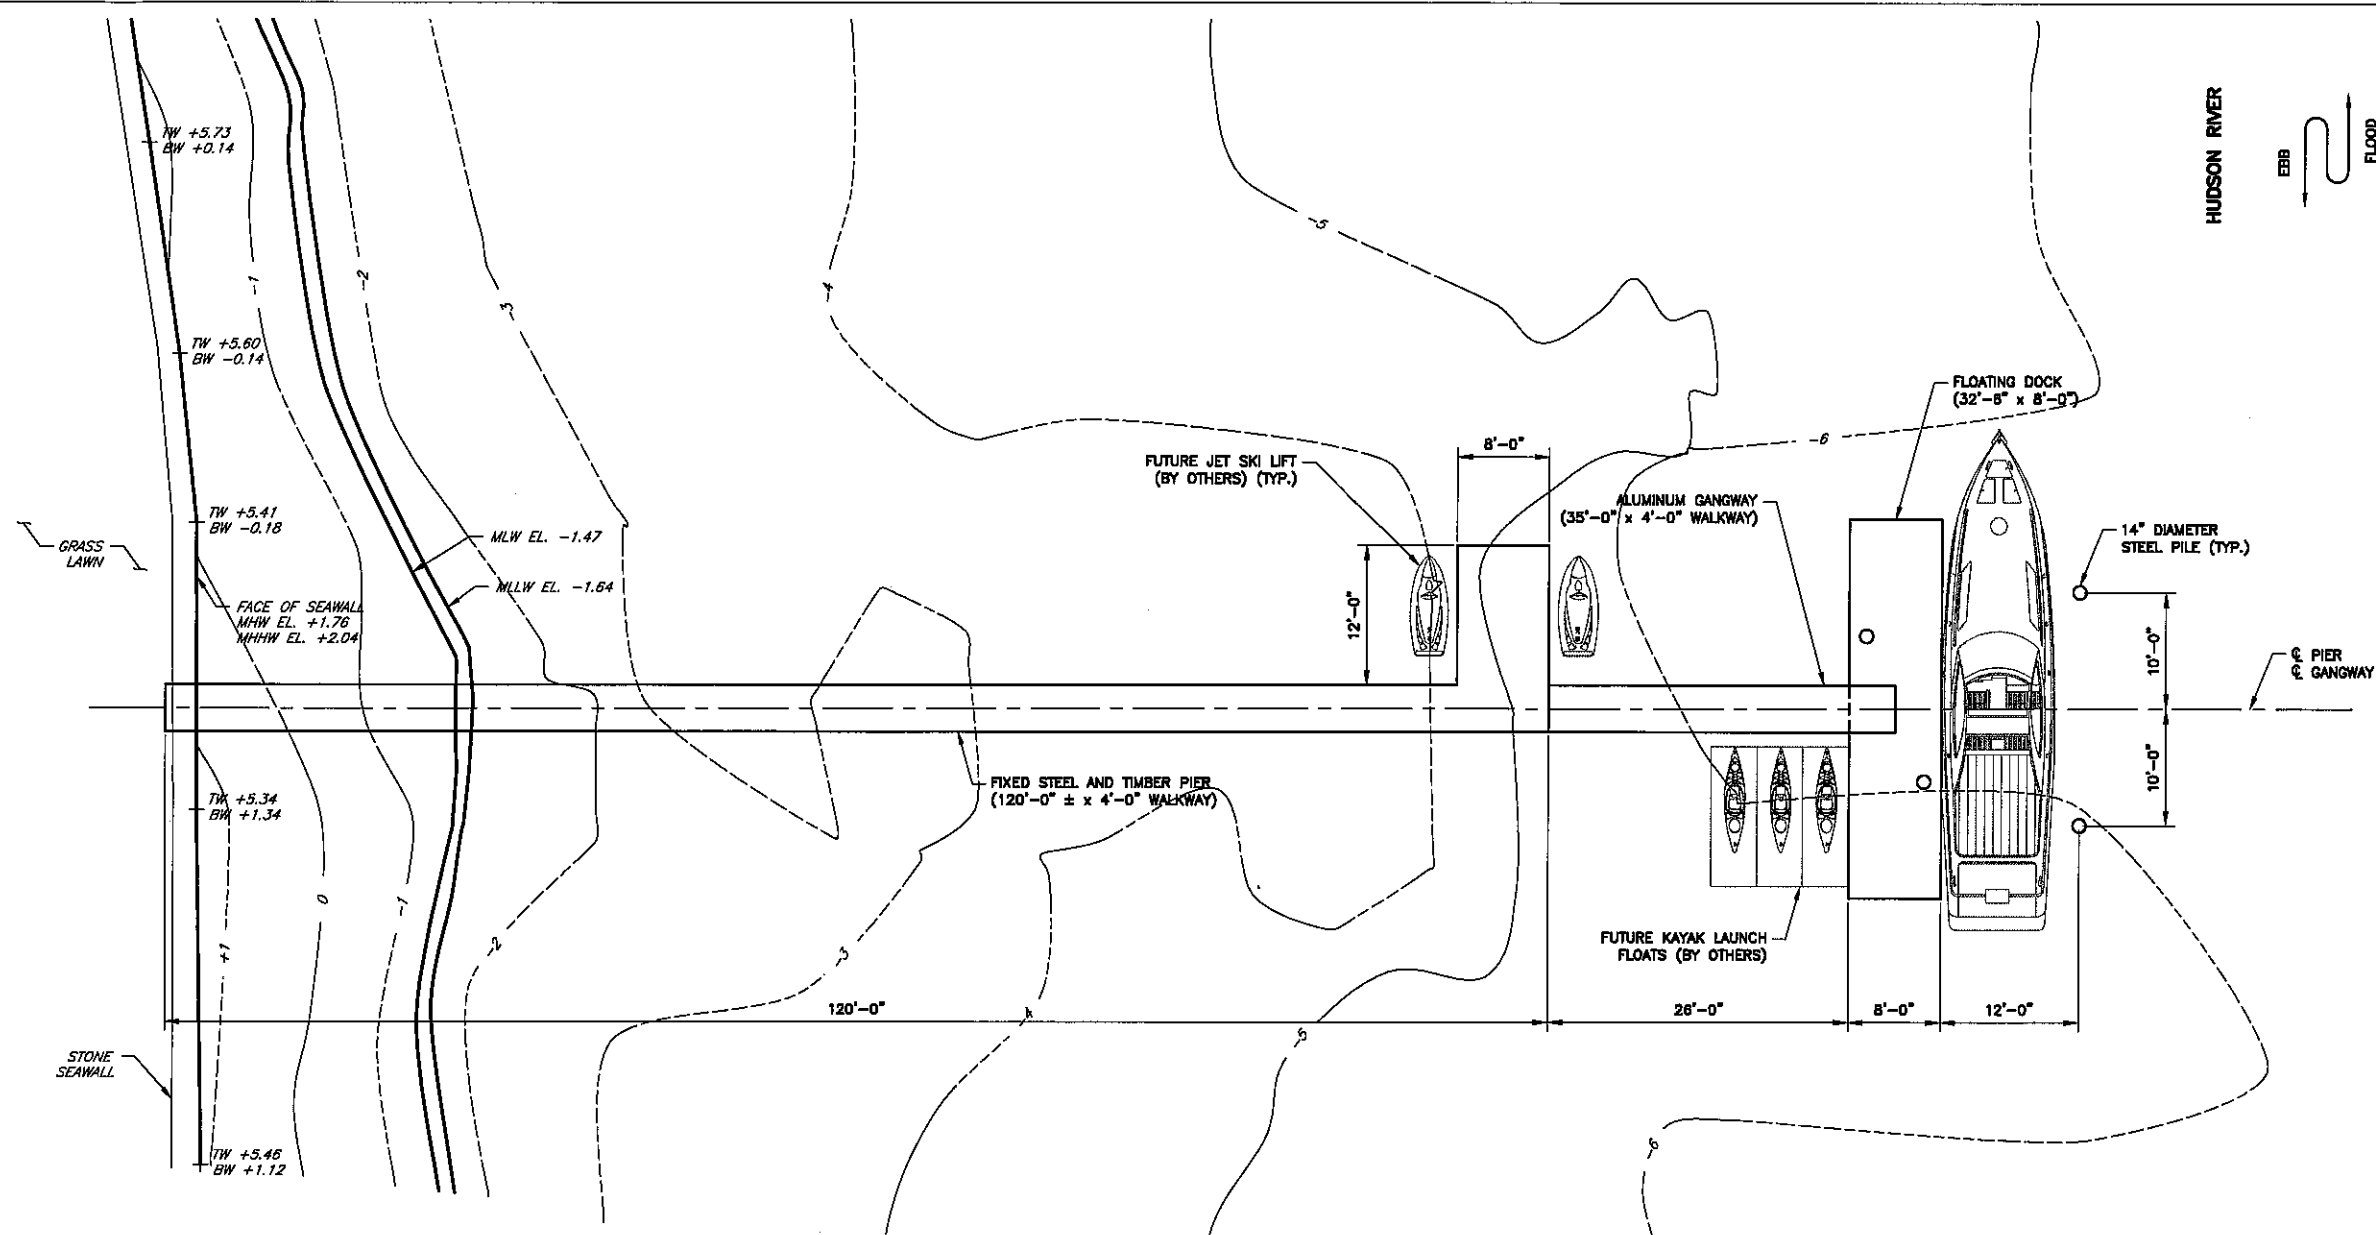 HUDSON RIVER
EBB
FLOOD
TW +5.73
BW +0.14
-1
-2
-3
-4
-5
TW +5.60
BW -0.14
FLOATING DOCK
(32'-6" x 8'-0")
-6
8'-0"
FUTURE JET SKI LIFT
(BY OTHERS) (TYP.)
ALUMINUM GANGWAY
(35'-0" x 4'-0" WALKWAY)
TW +5.41
BW -0.18
GRASS
LAWN
MLW EL. -1.47
MLLW EL. -1.64
14" DIAMETER
STEEL PILE (TYP.)
FACE OF SEAWALL
MHW EL. +1.76
MHHW EL. +2.04
12'-0"
10'-0"
℄ PIER
℄ GANGWAY
10'-0"
FIXED STEEL AND TIMBER PIER
(120'-0" ± x 4'-0" WALKWAY)
TW +5.34
BW +1.34
+1
0
-1
-2
-3
-4
-5
-6
FUTURE KAYAK LAUNCH
FLOATS (BY OTHERS)
120'-0"
26'-0"
8'-0"
12'-0"
STONE
SEAWALL
TW +5.46
BW +1.12